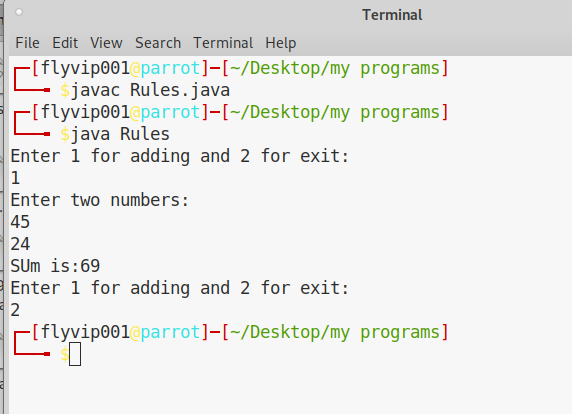 Terminal
File Edit View Search Terminal Help
[flyvip001@parrot]-[~/Desktop/my programs]
$javac Rules.java
[flyvip001@parrot]-[~/Desktop/my programs]
$java Rules
Enter 1 for adding and 2 for exit:
1
Enter two numbers:
45
24
SUm is:69
Enter 1 for adding and 2 for exit:
2
[flyvip001@parrot]-[~/Desktop/my programs]
$